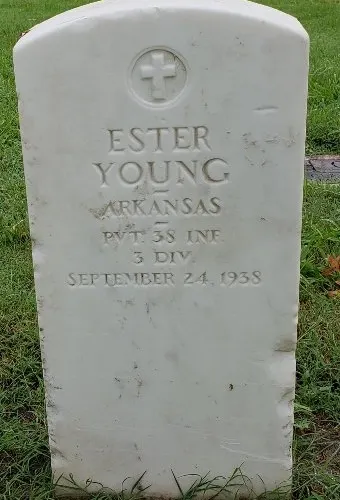 ESTER
YOUNG
ARKANSAS
PVT. 38 INF.
3 DIV.
SEPTEMBER 24, 1938